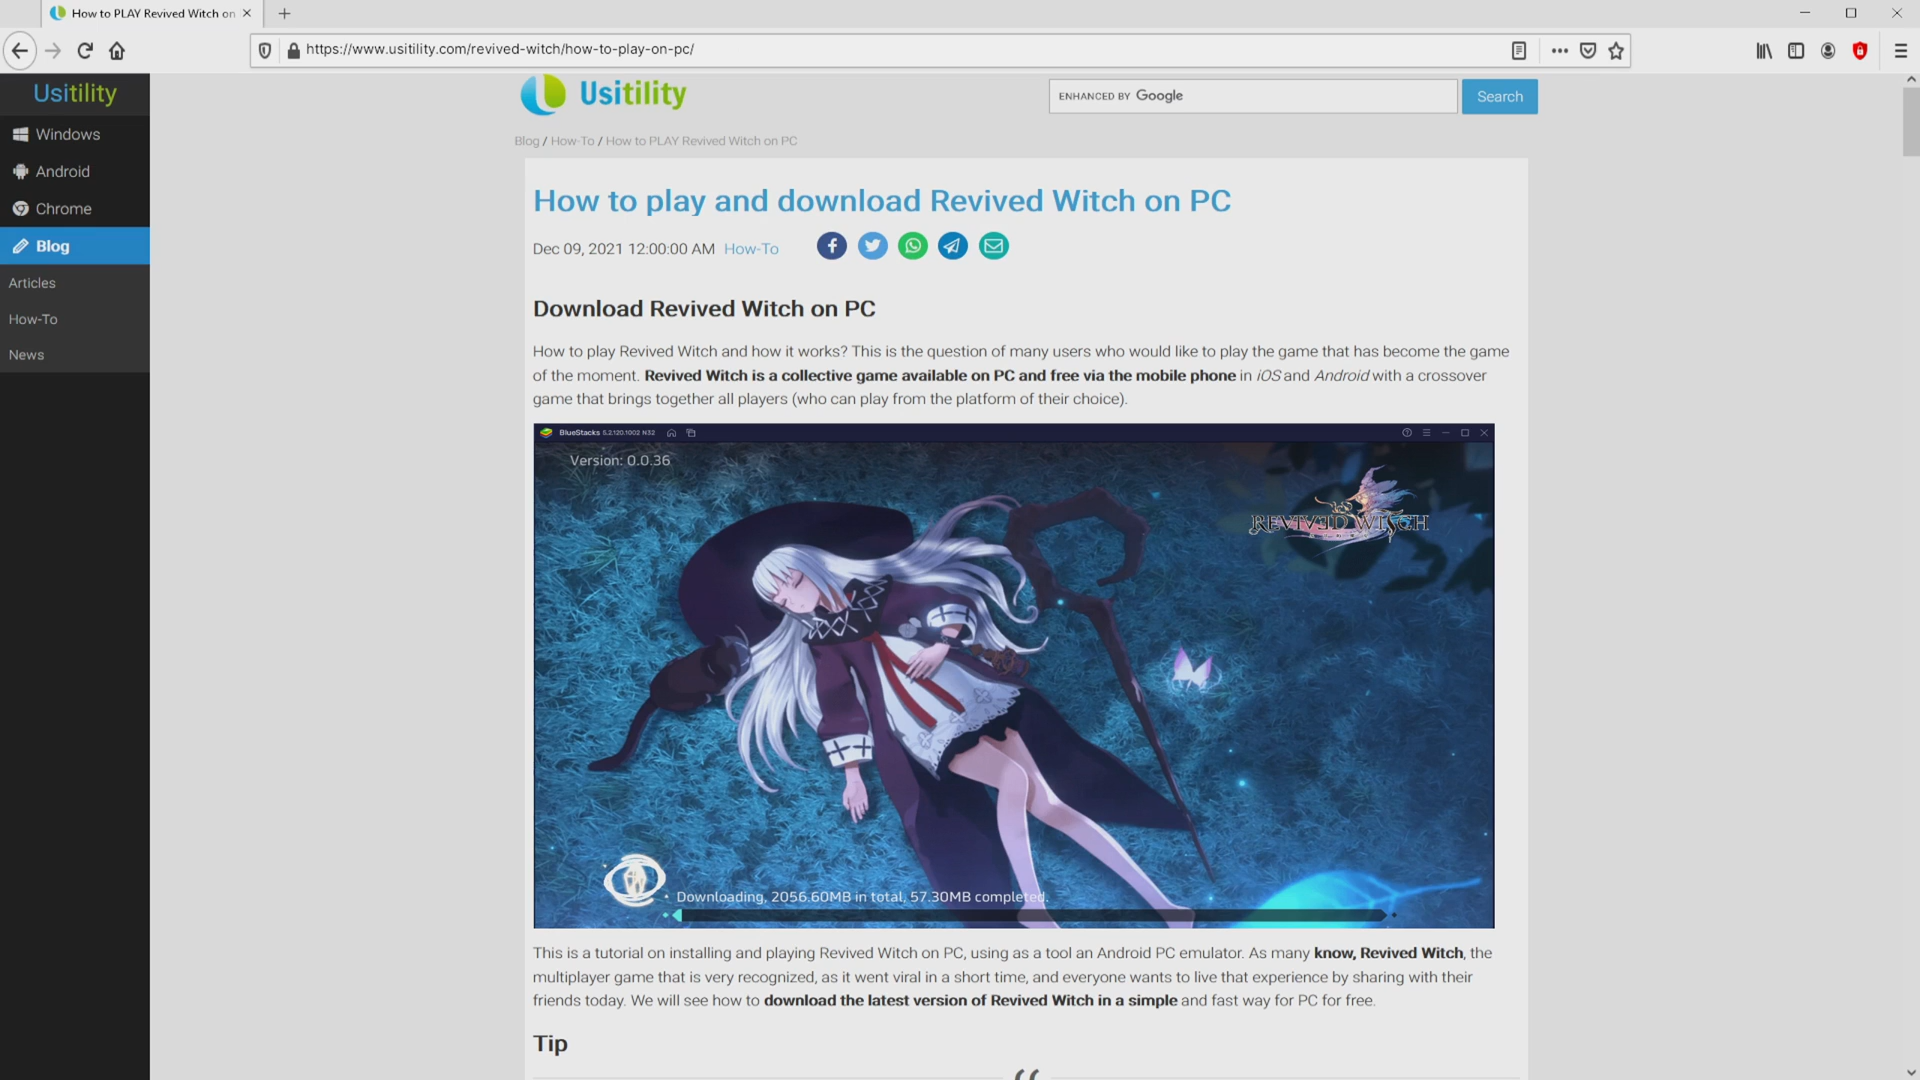 How to PLAY Revived Witch on
https://www.usitility.com/revived-witch/how-to-play-on-pc/
Usitility
Windows
Android
Chrome
Blog
Articles
How-To
News
Usitility
ENHANCED BY Google
Search
Blog / How-To / How to PLAY Revived Witch on PC
How to play and download Revived Witch on PC
Dec 09, 2021 12:00:00 AM How-To
Download Revived Witch on PC
How to play Revived Witch and how it works? This is the question of many users who would like to play the game that has become the game
of the moment. Revived Witch is a collective game available on PC and free via the mobile phone in iOS and Android with a crossover
game that brings together all players (who can play from the platform of their choice).
BlueStacks 5.2.120.1002 N32
Version: 0.0.36
REVIVED WITCH
Downloading, 2056.60MB in total, 57.30MB completed.
This is a tutorial on installing and playing Revived Witch on PC, using as a tool an Android PC emulator. As many know, Revived Witch, the
multiplayer game that is very recognized, as it went viral in a short time, and everyone wants to live that experience by sharing with their
friends today. We will see how to download the latest version of Revived Witch in a simple and fast way for PC for free.
Tip